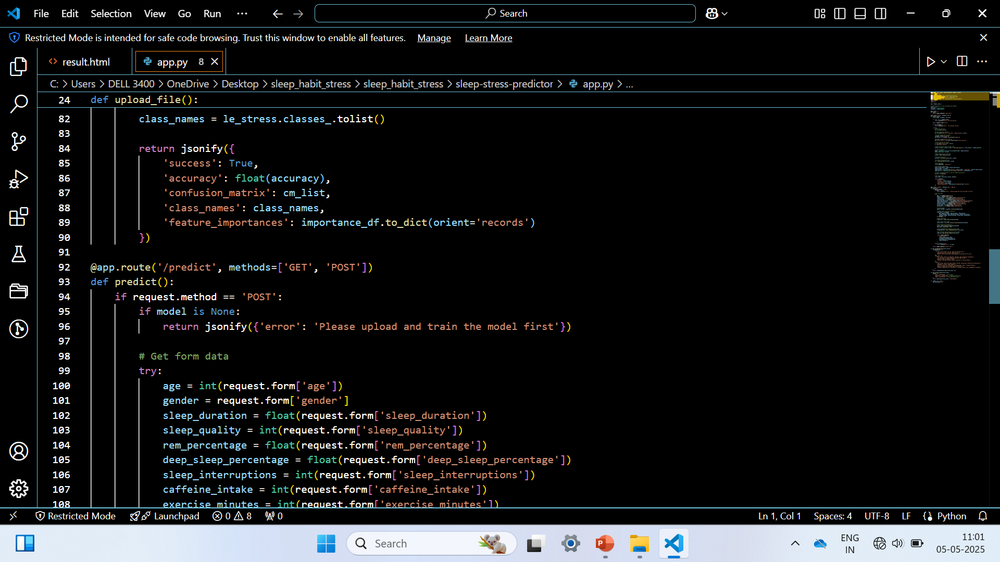 File Edit Selection View Go Run ··· Search
Restricted Mode is intended for safe code browsing. Trust this window to enable all features. Manage Learn More
result.html app.py 8
C: > Users > DELL 3400 > OneDrive > Desktop > sleep_habit_stress > sleep_habit_stress > sleep-stress-predictor > app.py > ...
24 def upload_file():
82 class_names = le_stress.classes_.tolist()
83
84 return jsonify({
85 'success': True,
86 'accuracy': float(accuracy),
87 'confusion_matrix': cm_list,
88 'class_names': class_names,
89 'feature_importances': importance_df.to_dict(orient='records')
90 })
91
92 @app.route('/predict', methods=['GET', 'POST'])
93 def predict():
94 if request.method == 'POST':
95 if model is None:
96 return jsonify({'error': 'Please upload and train the model first'})
97
98 # Get form data
99 try:
100 age = int(request.form['age'])
101 gender = request.form['gender']
102 sleep_duration = float(request.form['sleep_duration'])
103 sleep_quality = int(request.form['sleep_quality'])
104 rem_percentage = float(request.form['rem_percentage'])
105 deep_sleep_percentage = float(request.form['deep_sleep_percentage'])
106 sleep_interruptions = int(request.form['sleep_interruptions'])
107 caffeine_intake = int(request.form['caffeine_intake'])
108 exercise_minutes = int(request.form['exercise_minutes'])
Restricted Mode Launchpad 0 8 0 Ln 1, Col 1 Spaces: 4 UTF-8 LF Python
Search
P
ENG
IN
11:01
05-05-2025